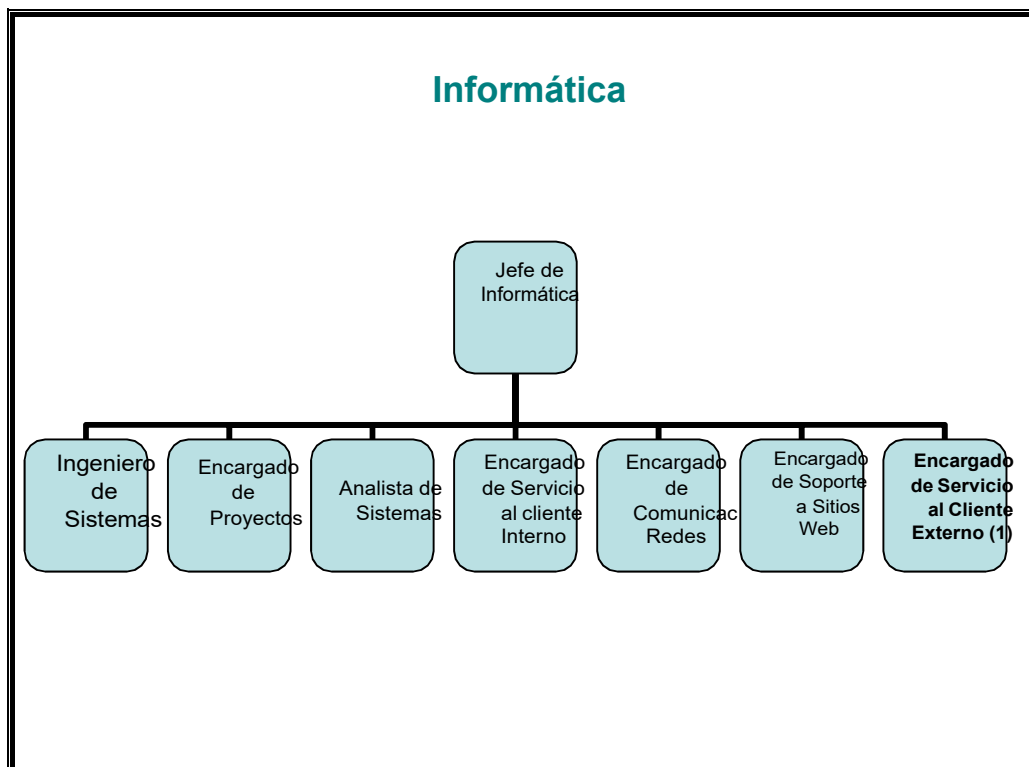 Informática
Jefe de
Informática
Ingeniero
de
Sistemas
Encargado
de
Proyectos
Analista de
Sistemas
Encargado
de Servicio
al cliente
Interno
Encargado
de
Comunicac
Redes
Encargado
de Soporte
a Sitios
Web
Encargado
de Servicio
al Cliente
Externo (1)